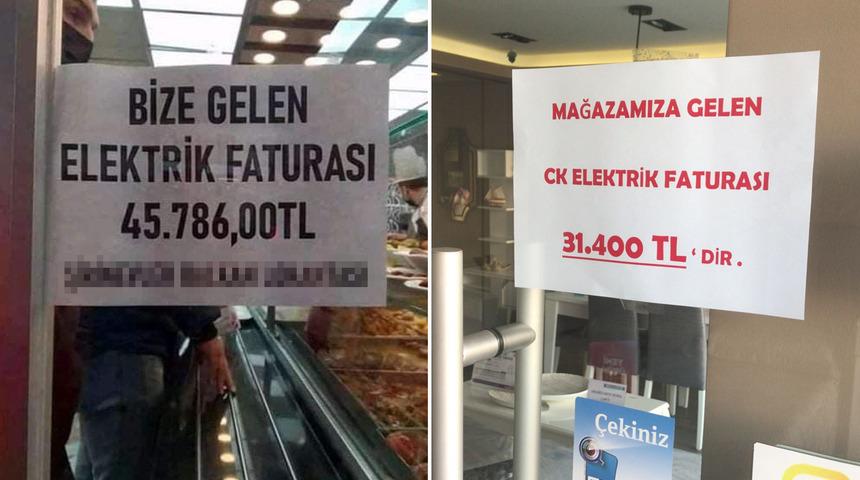 BİZE GELEN
ELEKTRİK FATURASI
45.786,00TL
MAĞAZAMIZA GELEN
CK ELEKTRİK FATURASI
31.400 TL ‘ DİR .
Çekiniz